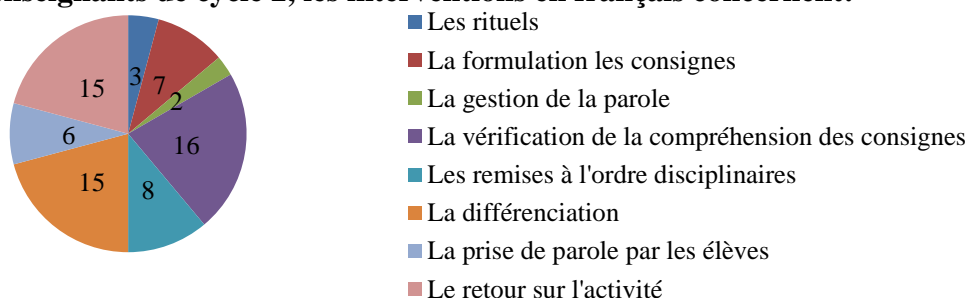 enseignants de cycle 2, les interventions en français concernent:
Les rituels
La formulation les consignes
La gestion de la parole
La vérification de la compréhension des consignes
Les remises à l'ordre disciplinaires
La différenciation
La prise de parole par les élèves
Le retour sur l'activité
3
7
2
16
8
15
6
15